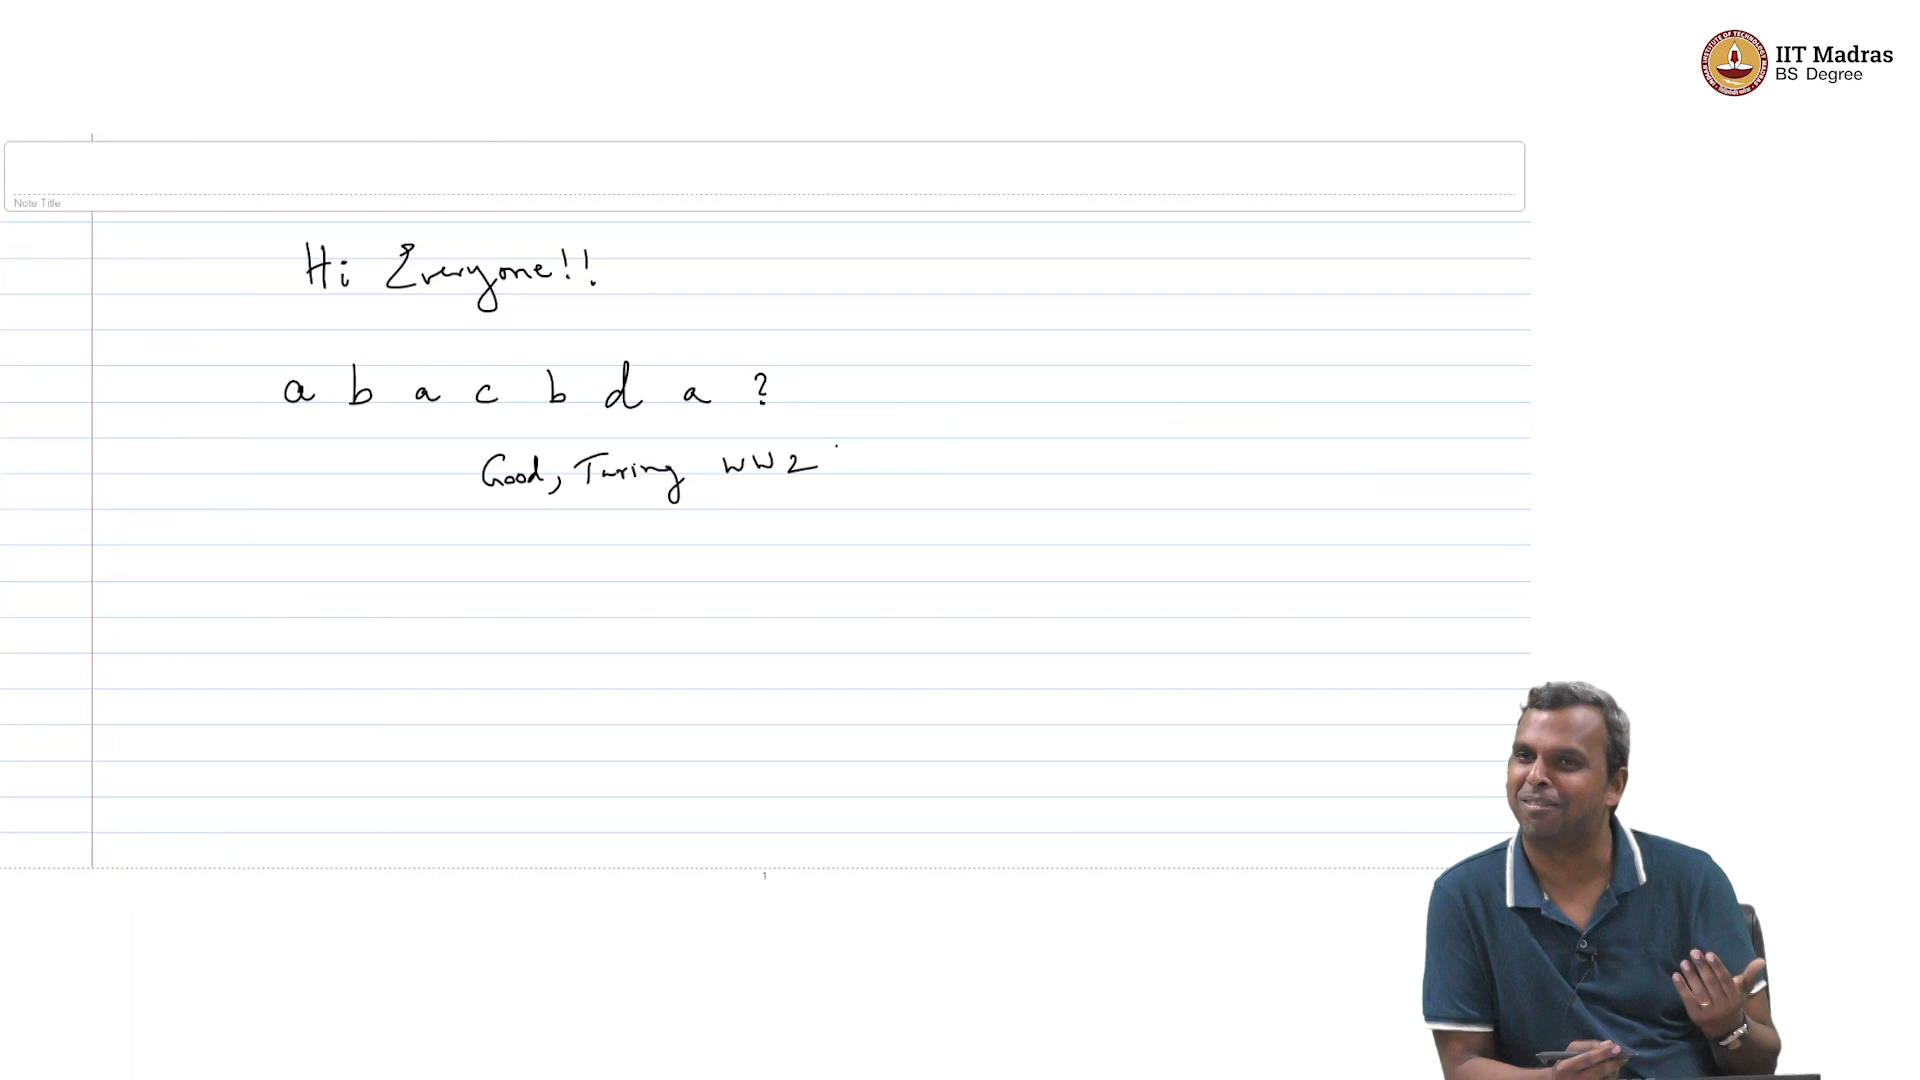 IIT Madras
BS Degree
Note Title
Hi Everyone!!
a b a c b d a ?
Good, Turing WW2
1